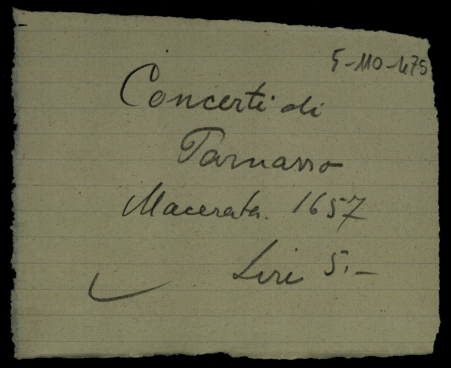 5-110-475
Concerti di
Parnasso
Macerata. 1657
Lire 5.-